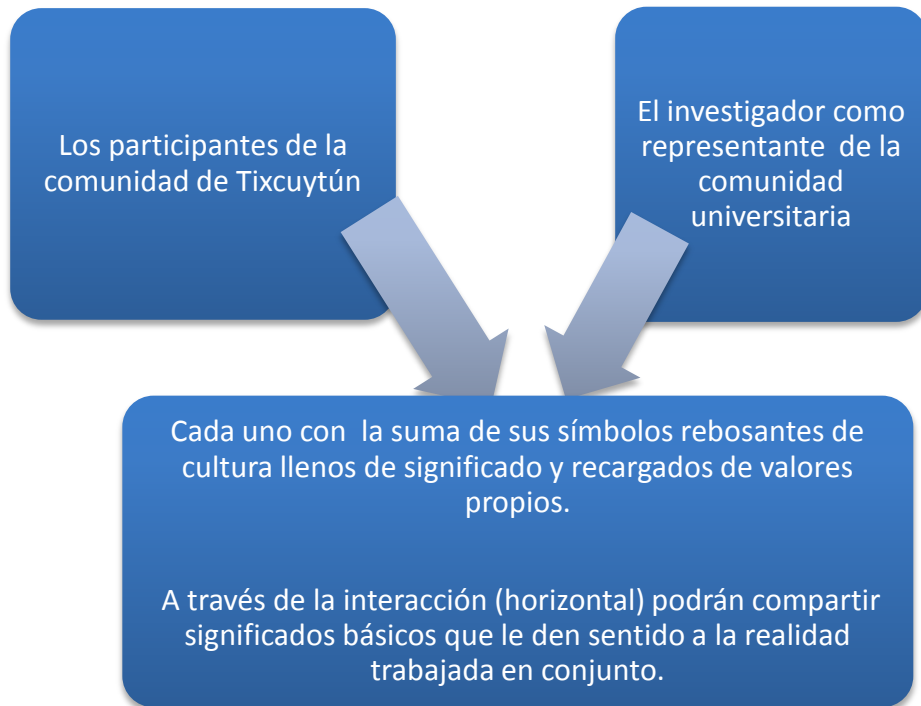 Los participantes de la
comunidad de Tixcuytún
El investigador como
representante de la
comunidad
universitaria
Cada uno con la suma de sus símbolos rebosantes de
cultura llenos de significado y recargados de valores
propios.
A través de la interacción (horizontal) podrán compartir
significados básicos que le den sentido a la realidad
trabajada en conjunto.